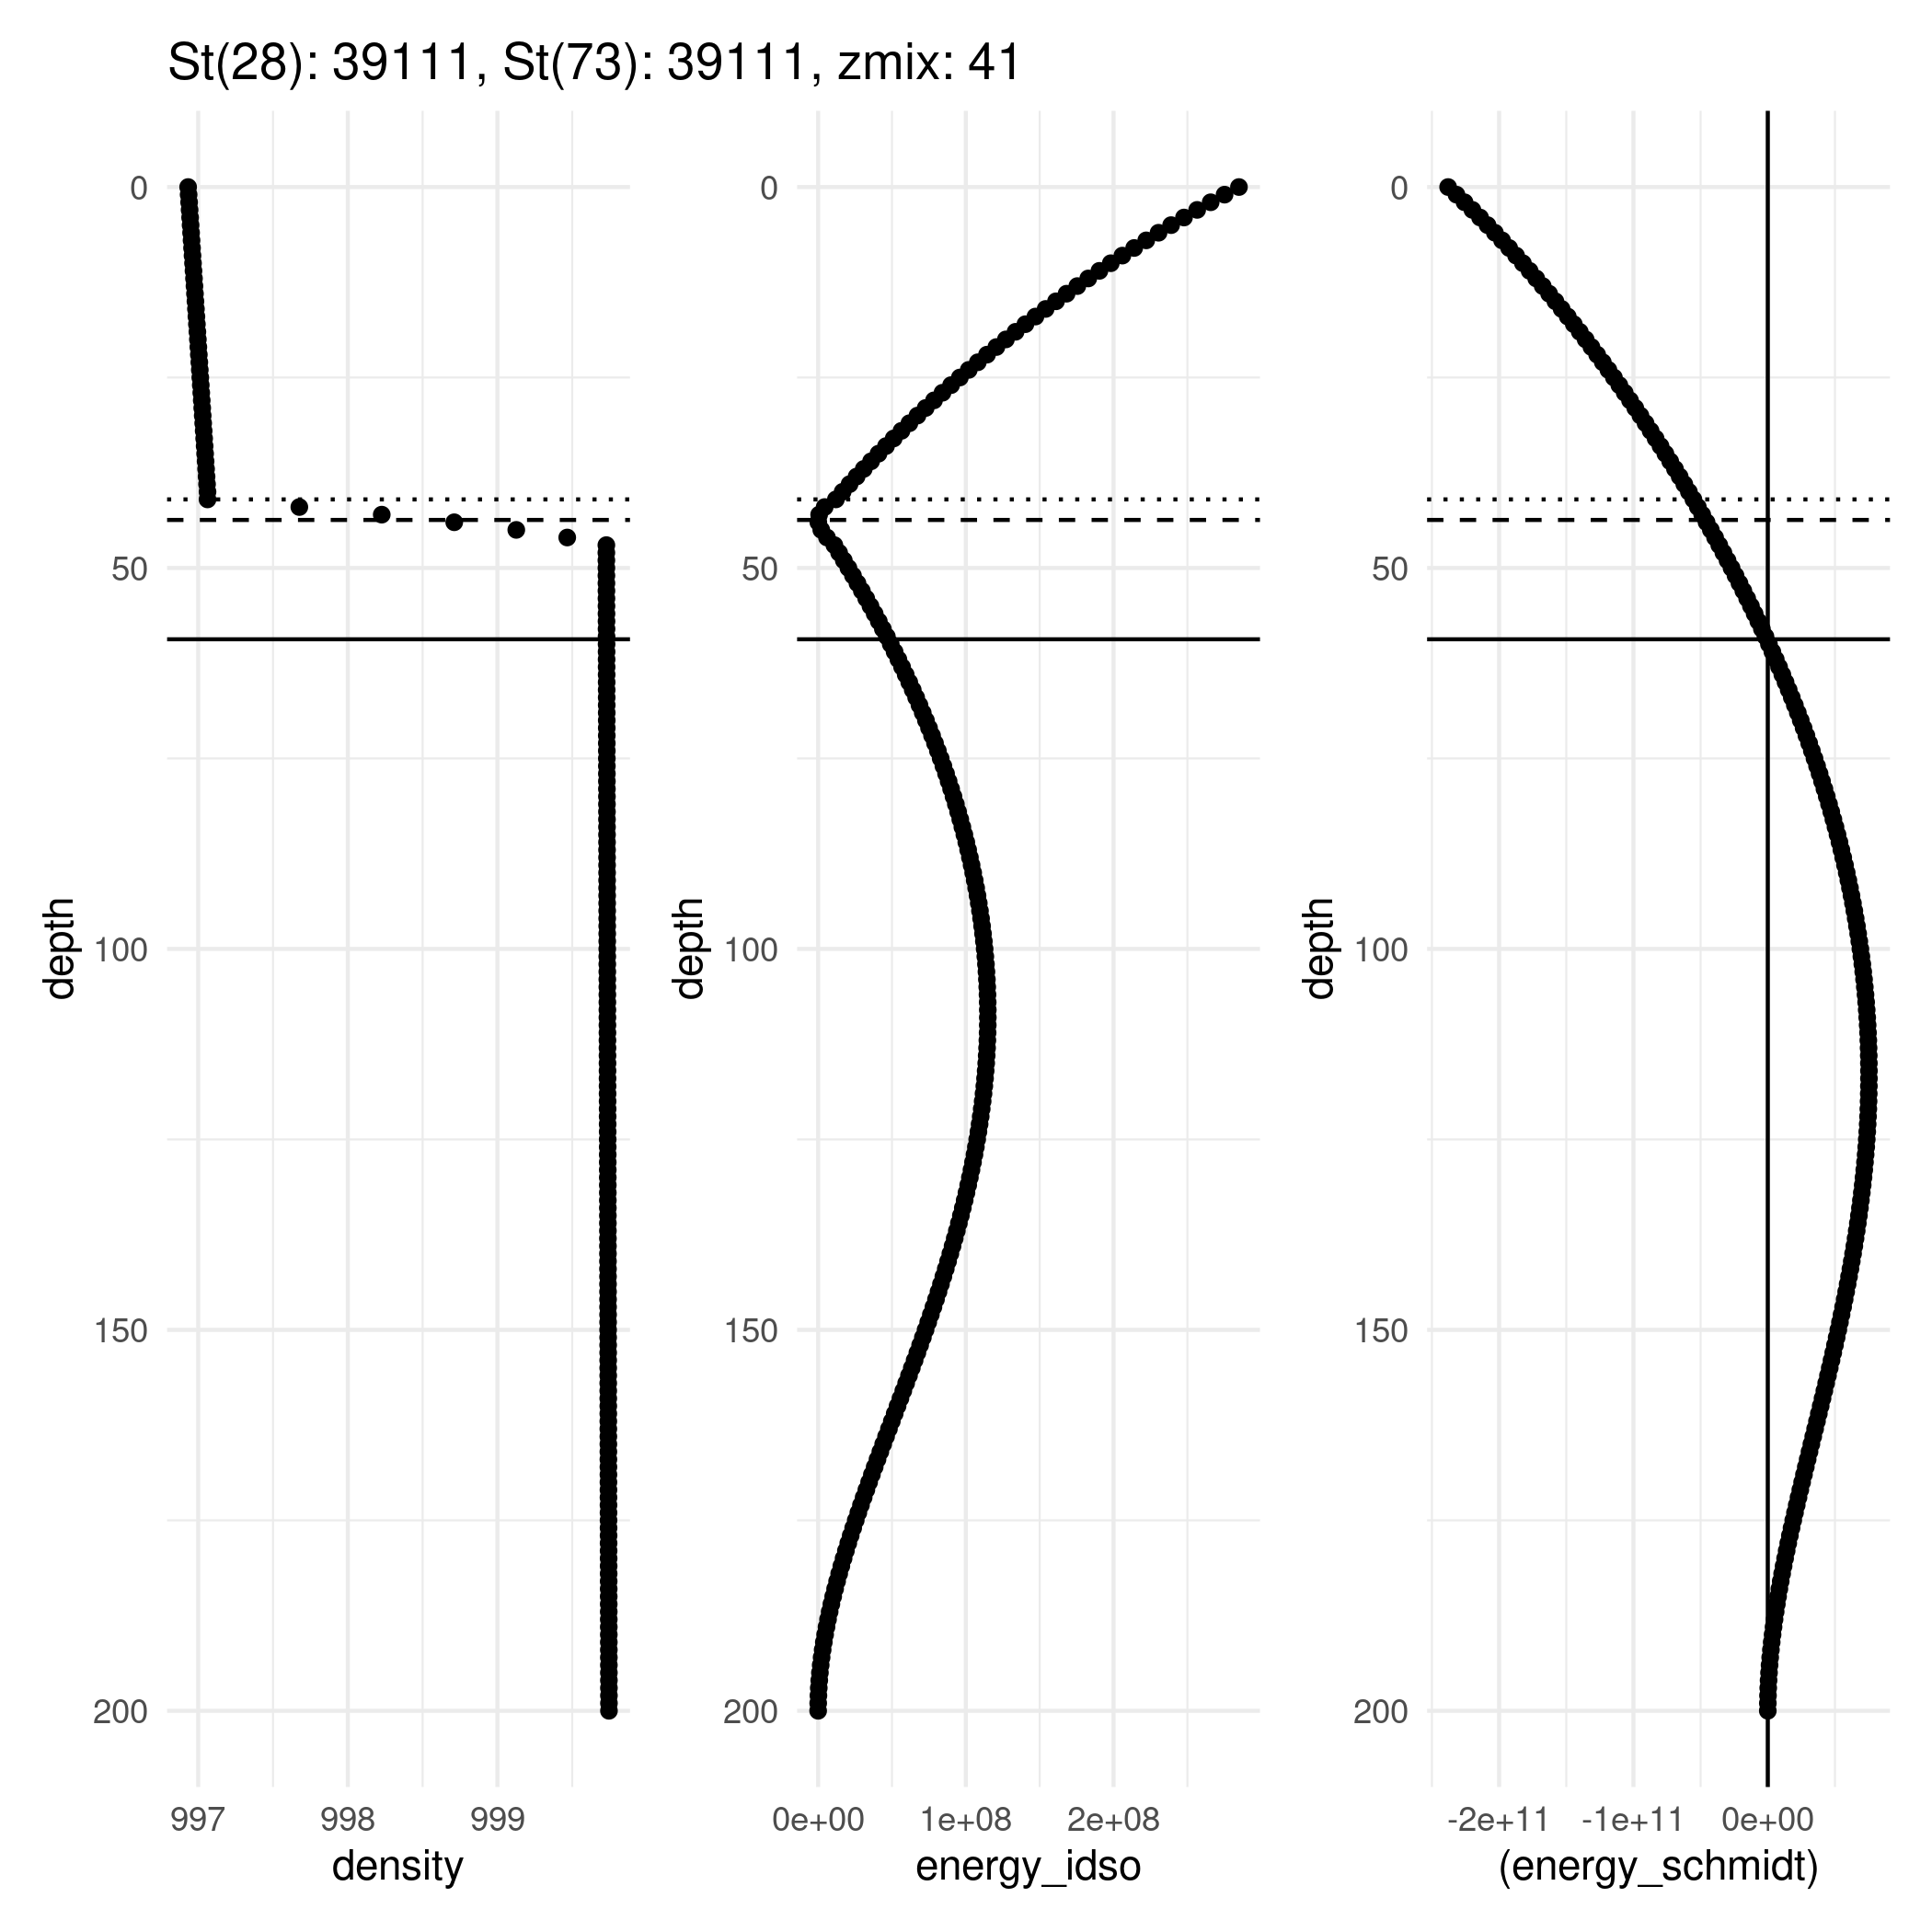 St(28): 39111, St(73): 39111, zmix: 41
0
50
100
150
200
depth
997 998 999
density
0
50
100
150
200
depth
0e+00 1e+08 2e+08
energy_idso
0
50
100
150
200
depth
-2e+11 -1e+11 0e+00
(energy_schmidt)